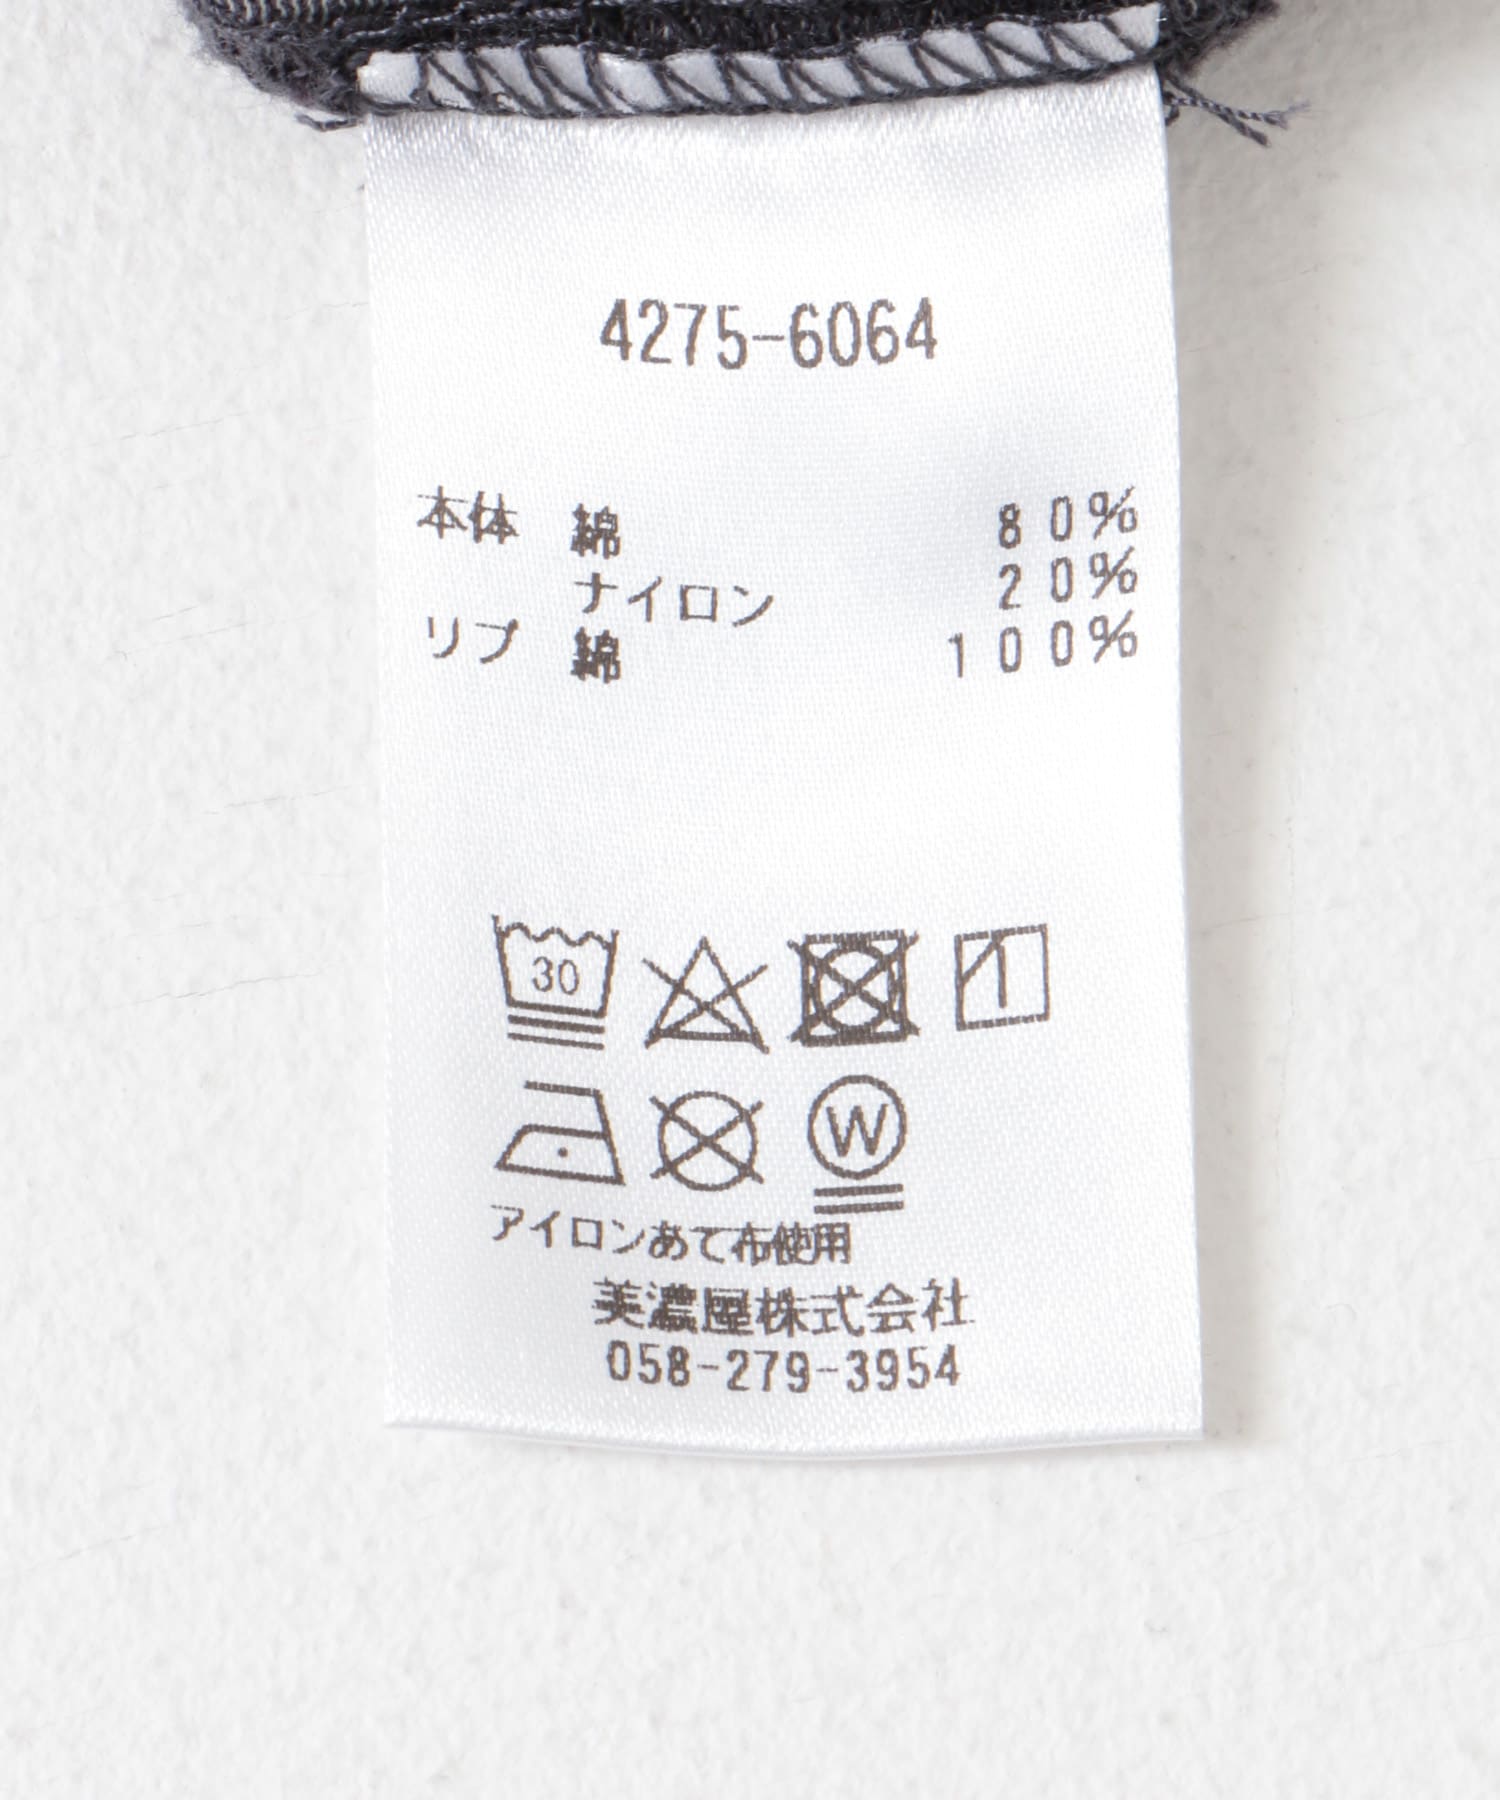 4275-6064
本体 綿 80%
ナイロン 20%
リブ 綿 100%
30
W
アイロンあて布使用
美濃屋株式会社
058-279-3954